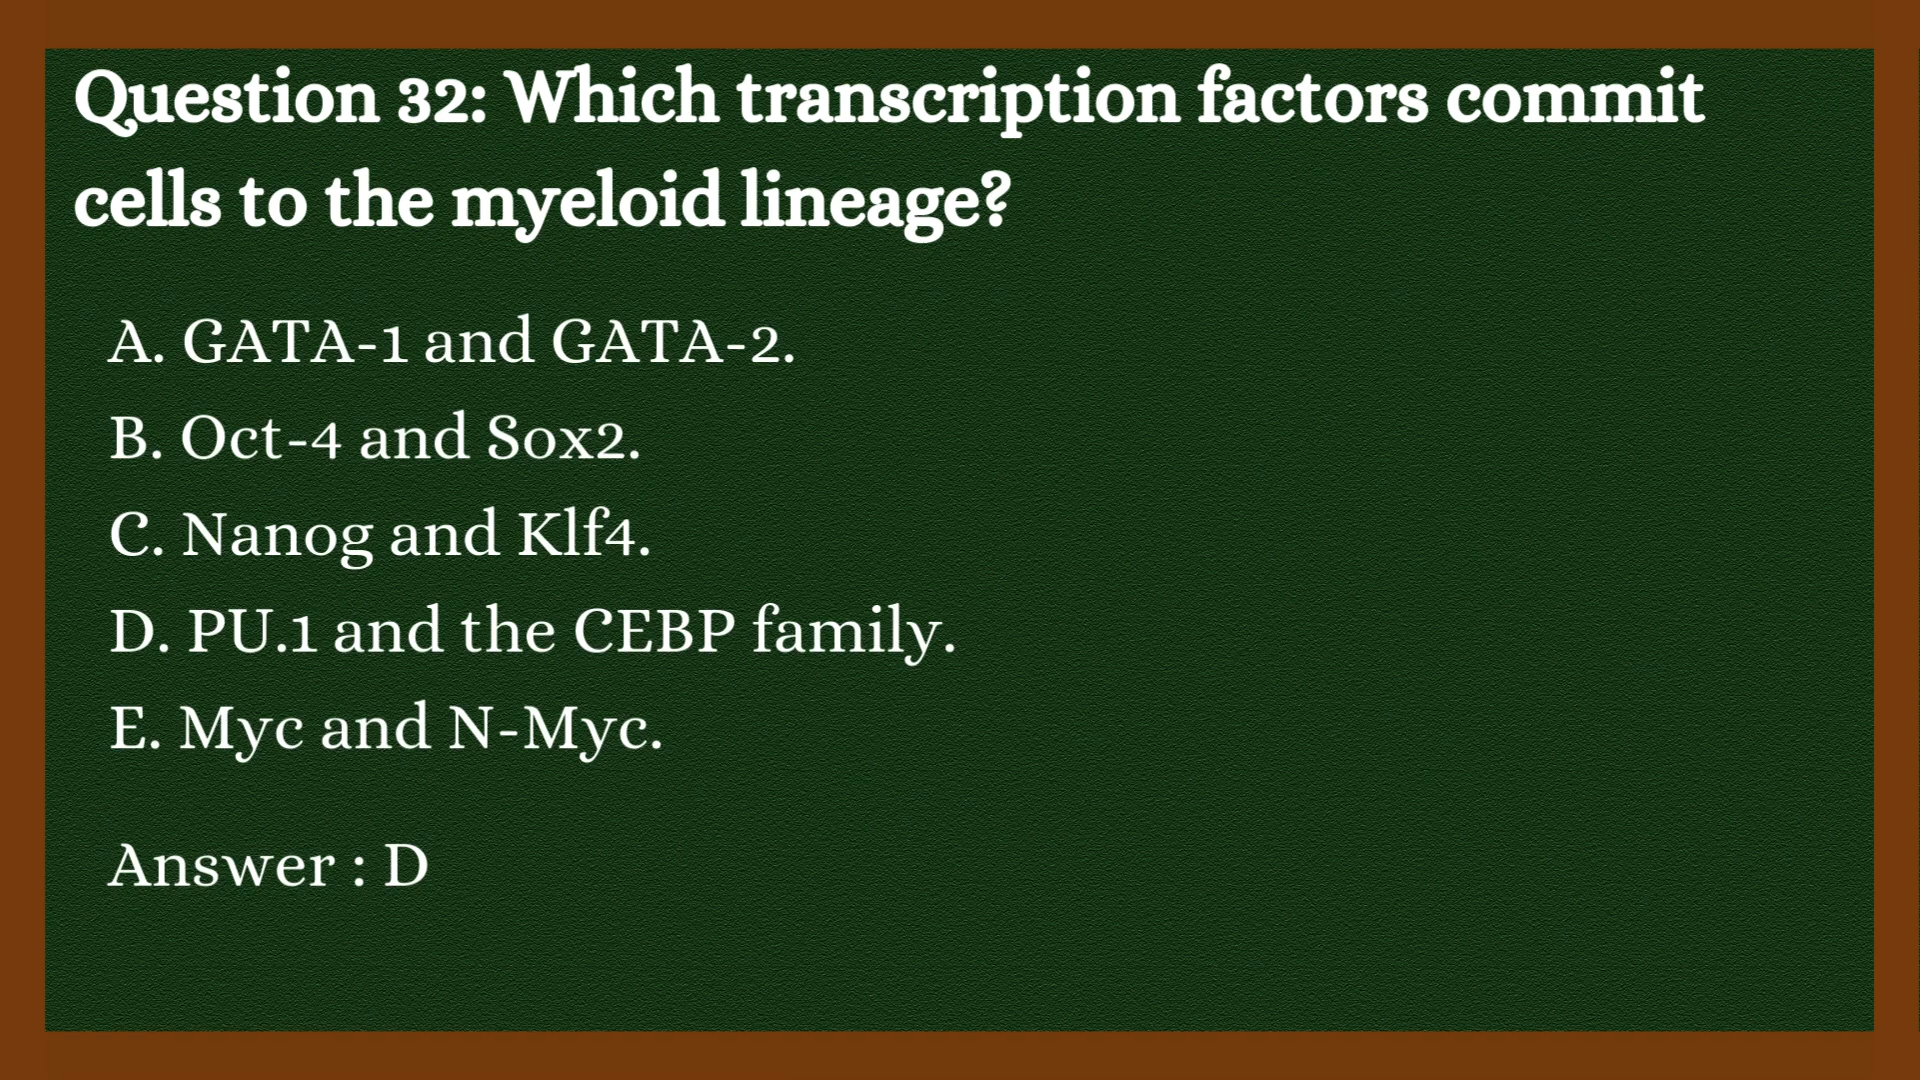 Question 32: Which transcription factors commit
cells to the myeloid lineage?
A. GATA-1 and GATA-2.
B. Oct-4 and Sox2.
C. Nanog and Klf4.
D. PU.1 and the CEBP family.
E. Myc and N-Myc.
Answer : D